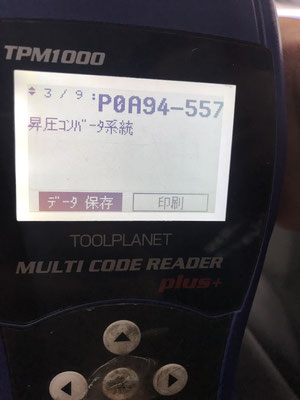 TPM1000
3/9:P0A94-557
昇圧ｺﾝﾊﾞｰﾀ系統
データ 保存
印刷
TOOLPLANET
MULTI CODE READER
plus+